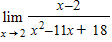 lim x→2 x−2 / x²−11x+ 18